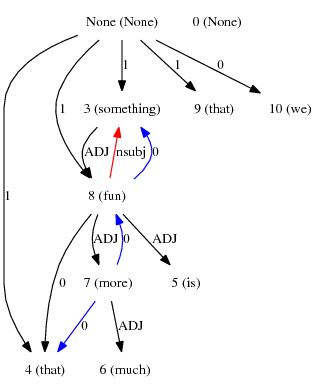 None (None) 0 (None)
1 1 0
1 3 (something) 9 (that) 10 (we)
ADJ nsubj 0
1 8 (fun)
ADJ 0 ADJ
0 7 (more) 5 (is)
0 ADJ
4 (that) 6 (much)